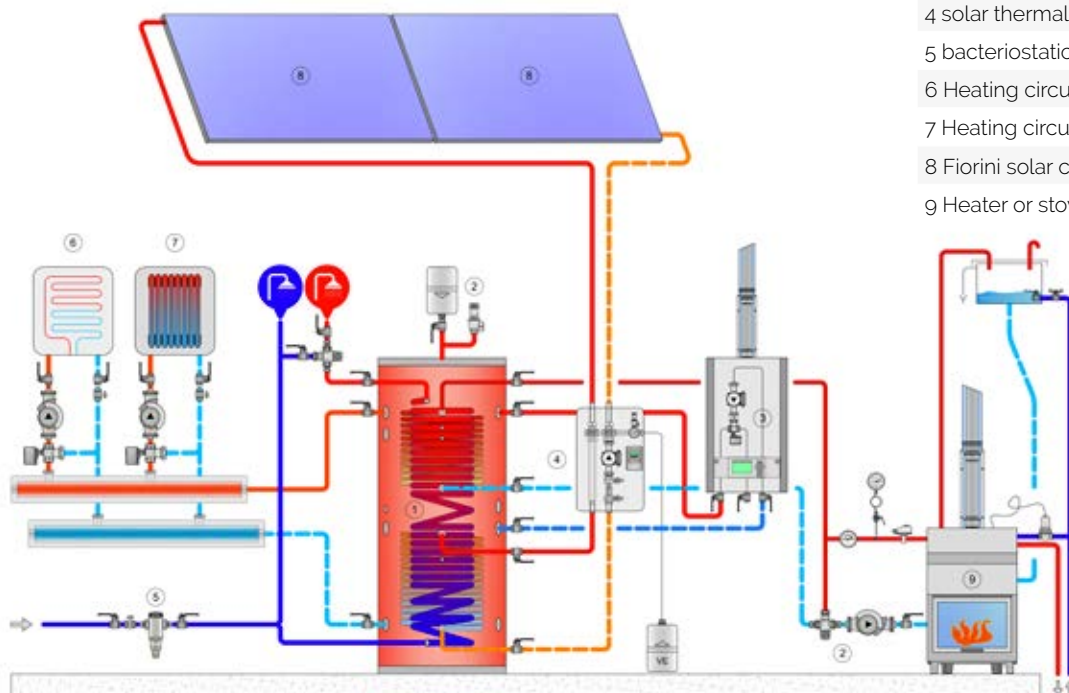 4 solar thermal
5 bacteriostatic
6 Heating circu
7 Heating circu
8 Fiorini solar c
9 Heater or stov
8
8
6
7
2
3
4
1
5
9
2
VE